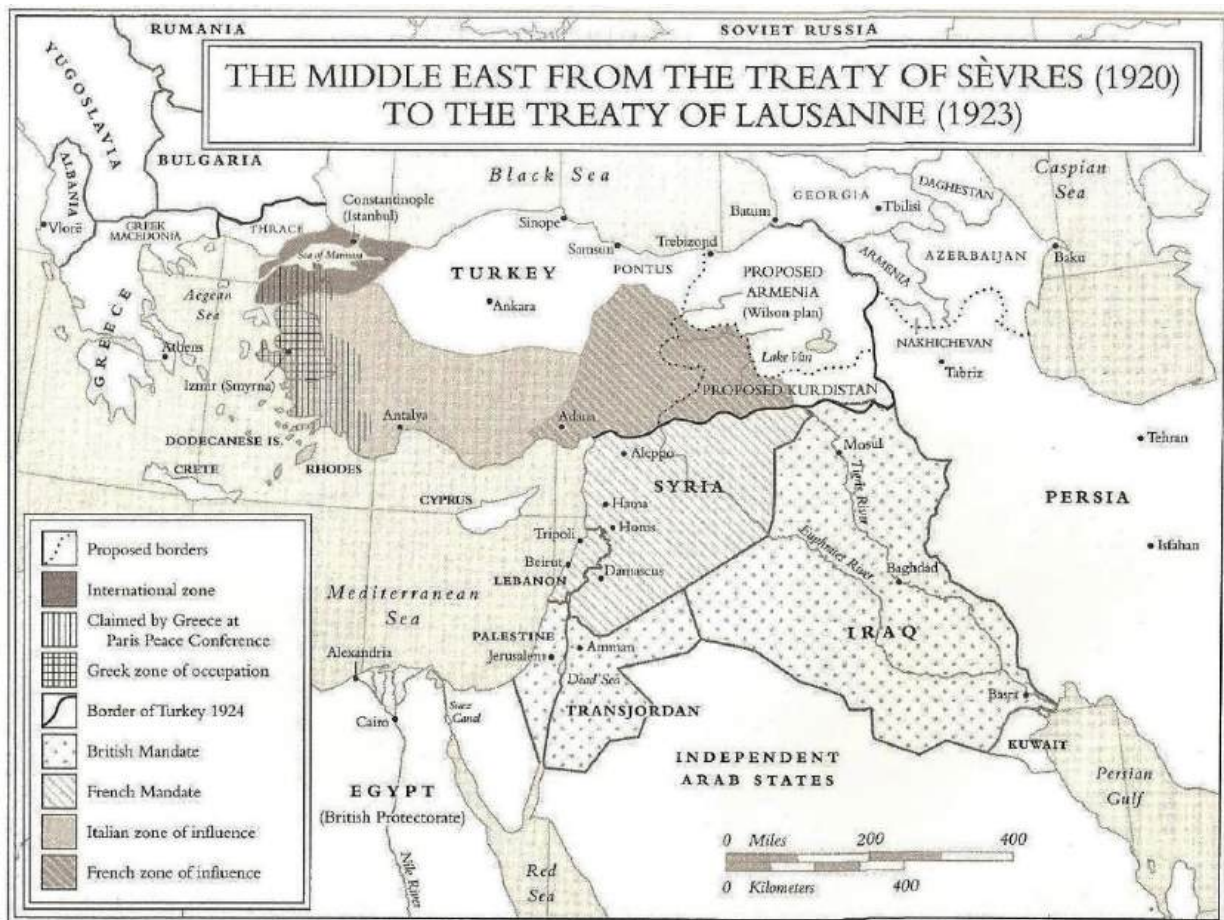 RUMANIA
SOVIET RUSSIA
THE MIDDLE EAST FROM THE TREATY OF SÈVRES (1920)
TO THE TREATY OF LAUSANNE (1923)
YUGOSLAVIA
ALBANIA
BULGARIA
Black Sea
Caspian
Sea
DAGHESTAN
GEORGIA
Tbilisi
Constantinople
(Istanbul)
Sinope
Batum
Vlorë
GREEK
MACEDONIA
THRACE
Sea of Marmara
Samsun
Trebizond
ARMENIA
AZERBAIJAN
Baku
TURKEY
PONTUS
PROPOSED
ARMENIA
(Wilson plan)
Aegean
Sea
Ankara
GREECE
Athens
NAKHICHEVAN
Lake Van
Tabriz
Izmir (Smyrna)
PROPOSED KURDISTAN
Antalya
Adana
DODECANESE IS.
Tehran
Mosul
Aleppo
CRETE
RHODES
CYPRUS
SYRIA
Tigris River
PERSIA
Hama
Homs
Tripoli
Euphrates River
Isfahan
Beirut
LEBANON
Damascus
Baghdad
Mediterranean
Sea
PALESTINE
Jerusalem
Amman
IRAQ
Alexandria
Dead Sea
Basra
Cairo
Suez
Canal
TRANSJORDAN
KUWAIT
INDEPENDENT
ARAB STATES
Persian
Gulf
EGYPT
(British Protectorate)
Nile River
Red
Sea
0 Miles 200 400
0 Kilometers 400
Proposed borders
International zone
Claimed by Greece at
Paris Peace Conference
Greek zone of occupation
Border of Turkey 1924
British Mandate
French Mandate
Italian zone of influence
French zone of influence